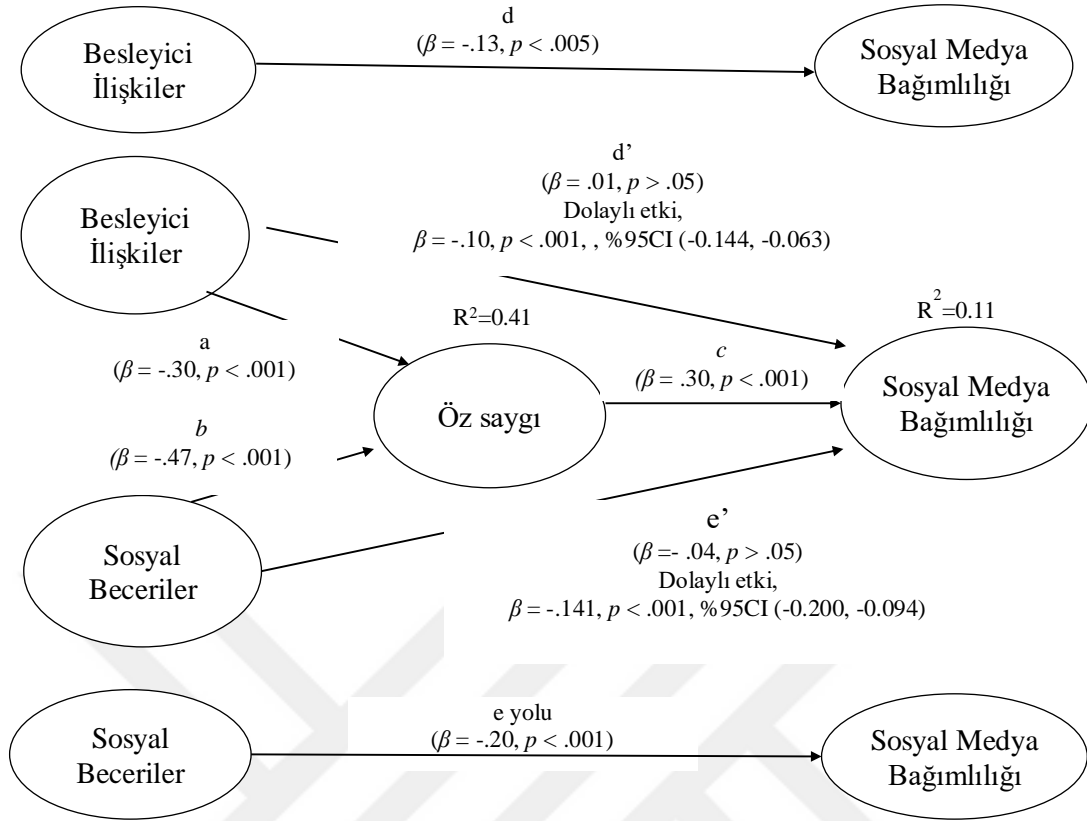 d
(β = -.13, p < .005)
Besleyici
İlişkiler
Sosyal Medya
Bağımlılığı
d’
(β = .01, p > .05)
Dolaylı etki,
β = -.10, p < .001, , %95CI (-0.144, -0.063)
Besleyici
İlişkiler
R²=0.41
R²=0.11
a
(β = -.30, p < .001)
c
(β = .30, p < .001)
Öz saygı
Sosyal Medya
Bağımlılığı
b
(β = -.47, p < .001)
Sosyal
Beceriler
e’
(β =- .04, p > .05)
Dolaylı etki,
β = -.141, p < .001, %95CI (-0.200, -0.094)
e yolu
(β = -.20, p < .001)
Sosyal
Beceriler
Sosyal Medya
Bağımlılığı